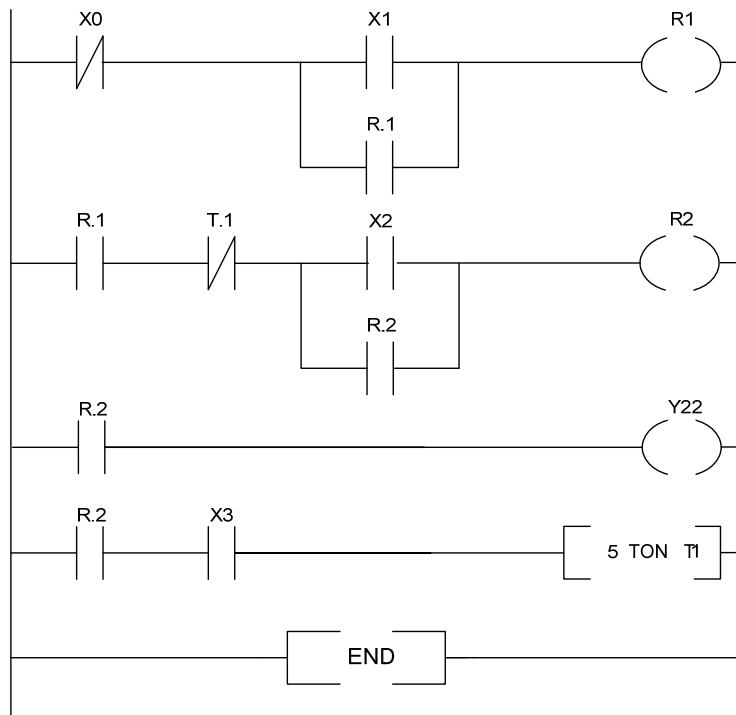 X0 X1 R1
R.1
R.1 T.1 X2 R2
R.2
R.2 Y22
R.2 X3
5 TON T1
END